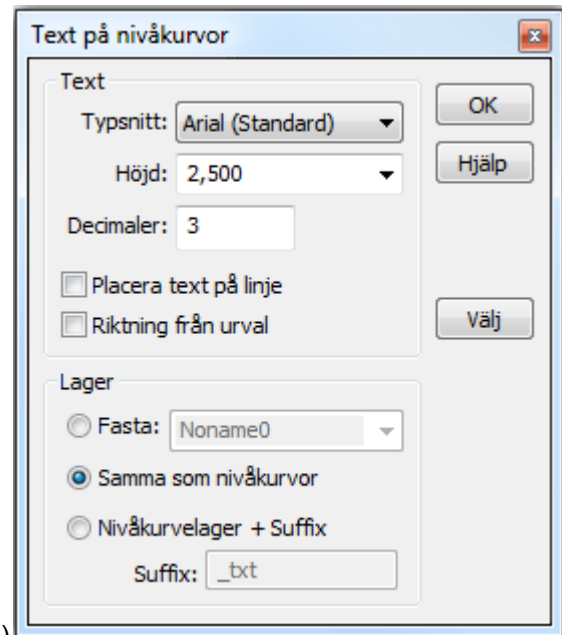 Text på nivåkurvor
Text
Typsnitt: Arial (Standard)
OK
Höjd: 2,500
Hjälp
Decimaler: 3
Placera text på linje
Riktning från urval
Välj
Lager
Fasta: Noname0
Samma som nivåkurvor
Nivåkurvelager + Suffix
Suffix: _txt
)